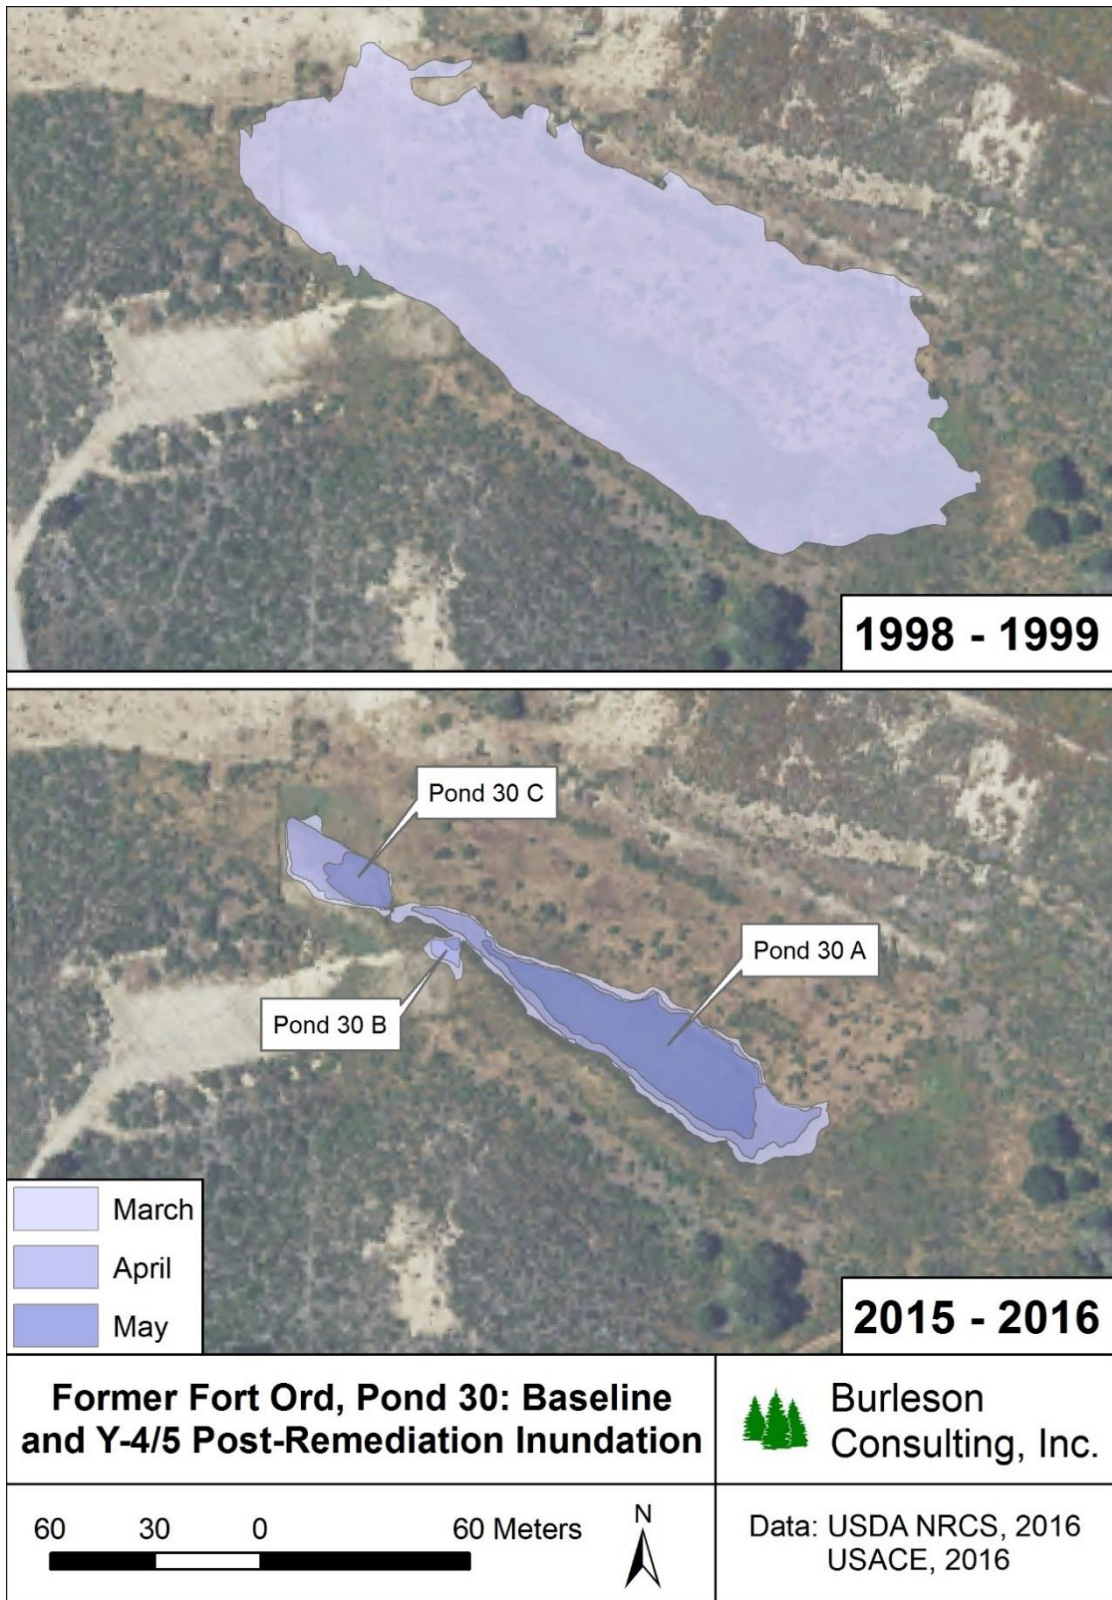 1998 - 1999
Pond 30 C
Pond 30 A
Pond 30 B
March
April
May
2015 - 2016
Former Fort Ord, Pond 30: Baseline
and Y-4/5 Post-Remediation Inundation
Burleson
Consulting, Inc.
60 30 0 60 Meters
N
Data: USDA NRCS, 2016
USACE, 2016